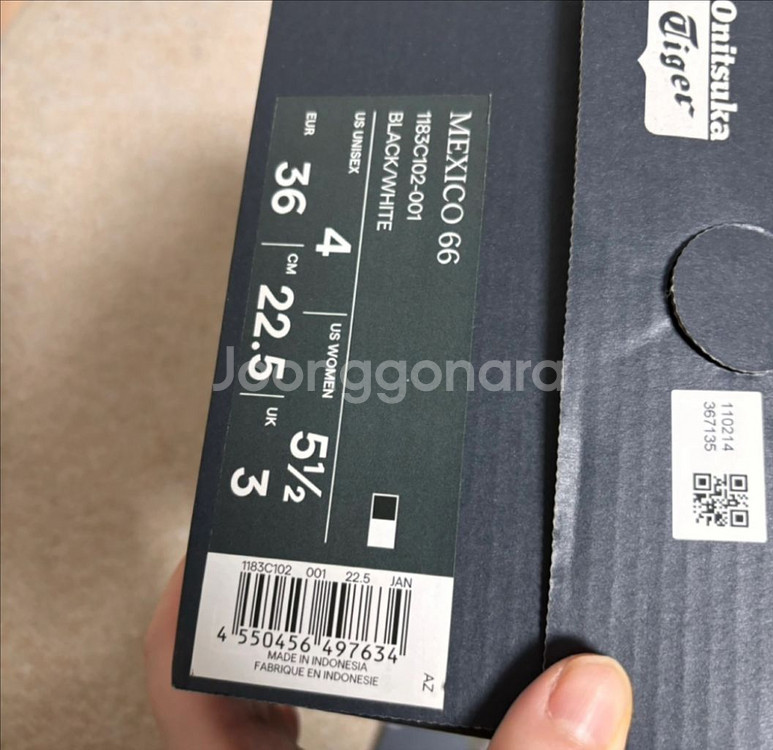 Onitsuka
Tiger
MEXICO 66
1183C102-001
BLACK/WHITE
US UNISEX 4
US WOMEN 5½
EUR 36
CM 22.5
UK 3
1183C102 001 22.5 JAN
4 550456 497634
MADE IN INDONESIA
FABRIQUE EN INDONESIE
AZ
110214
367135
Joonggonara